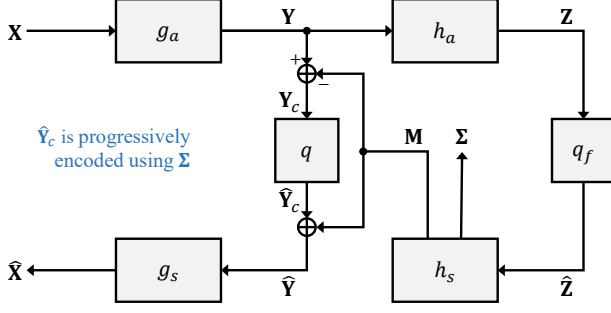 X
g_a
Y
h_a
Z
+
−
Y_c
Ŷ_c is progressively
encoded using Σ
q
M
Σ
q_f
Ŷ_c
X̂
g_s
Ŷ
h_s
Ẑ